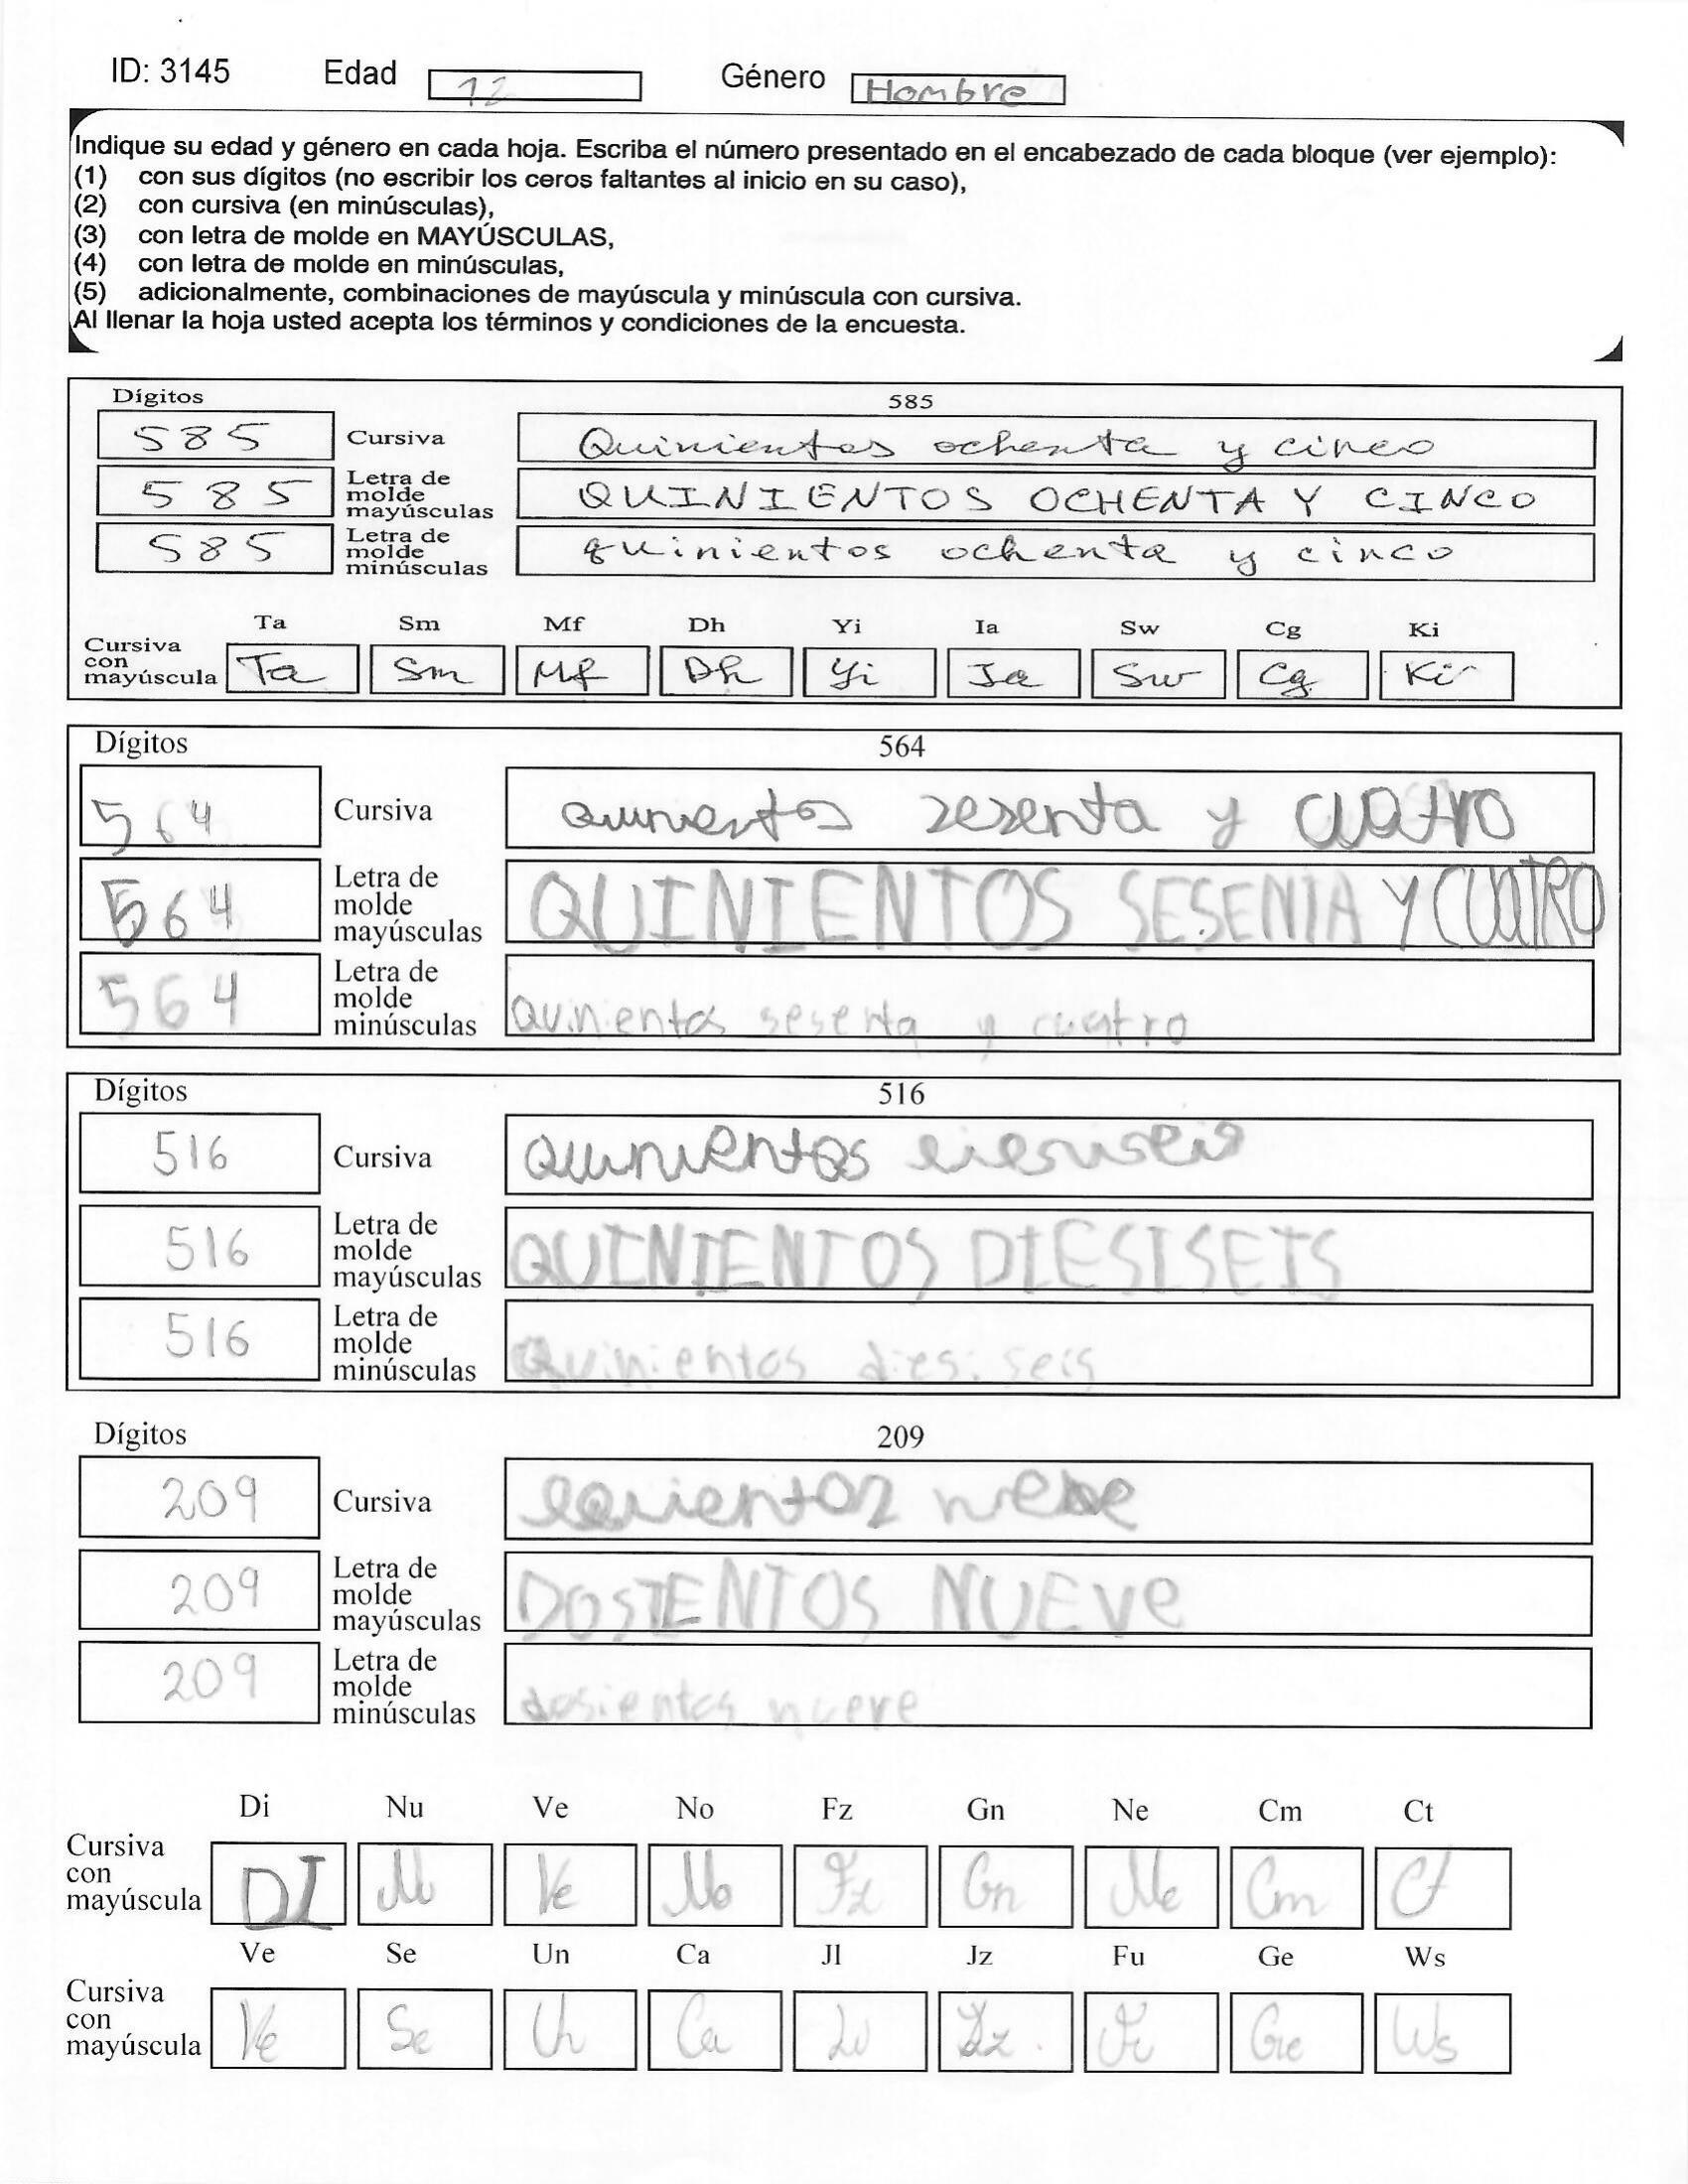 ID: 3145 Edad 12 Género Hombre
Indique su edad y género en cada hoja. Escriba el número presentado en el encabezado de cada bloque (ver ejemplo):
(1) con sus dígitos (no escribir los ceros faltantes al inicio en su caso),
(2) con cursiva (en minúsculas),
(3) con letra de molde en MAYÚSCULAS,
(4) con letra de molde en minúsculas,
(5) adicionalmente, combinaciones de mayúscula y minúscula con cursiva.
Al llenar la hoja usted acepta los términos y condiciones de la encuesta.
Dígitos 585
585 Cursiva Quinientos ochenta y cinco
585 Letra de molde mayúsculas QUINIENTOS OCHENTA Y CINCO
585 Letra de molde minúsculas quinientos ochenta y cinco
Ta Sm Mf Dh Yi Ia Sw Cg Ki
Cursiva con mayúscula Ta Sm Mf Dh Yi Ia Sw Cg Ki
Dígitos 564
564 Cursiva sesenta y cuatro
564 Letra de molde mayúsculas QUINIENTOS SESENTA Y CUATRO
564 Letra de molde minúsculas Quinientos sesenta y cuatro
Dígitos 516
516 Cursiva Quinientos
516 Letra de molde mayúsculas QUINIENTOS DIESISEIS
516 Letra de molde minúsculas Quinientos diesiseis
Dígitos 209
209 Cursiva
209 Letra de molde mayúsculas DOSIENTOS NUEVe
209 Letra de molde minúsculas dosientos nueve
Di Nu Ve No Fz Gn Ne Cm Ct
Cursiva con mayúscula DI Nu Ve No Fz Gn Ne Cm Ct
Ve Se Un Ca Jl Jz Fu Ge Ws
Cursiva con mayúscula Ve Se Un Ca Jz Fu Ge Ws